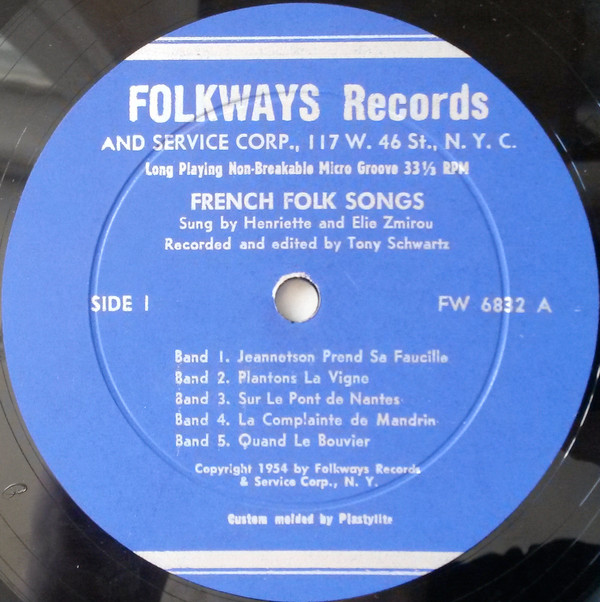 FOLKWAYS Records
AND SERVICE CORP., 117 W. 46 St., N. Y. C.
Long Playing Non-Breakable Micro Groove 33⅓ RPM
FRENCH FOLK SONGS
Sung by Henriette and Elie Zmirou
Recorded and edited by Tony Schwartz
SIDE 1
FW 6832 A
Band 1. Jeannetson Prend Sa Faucille
Band 2. Plantons La Vigne
Band 3. Sur Le Pont de Nantes
Band 4. La Complainte de Mandrin
Band 5. Quand Le Bouvier
Copyright 1954 by Folkways Records
& Service Corp., N. Y.
Custom molded by Plastylite